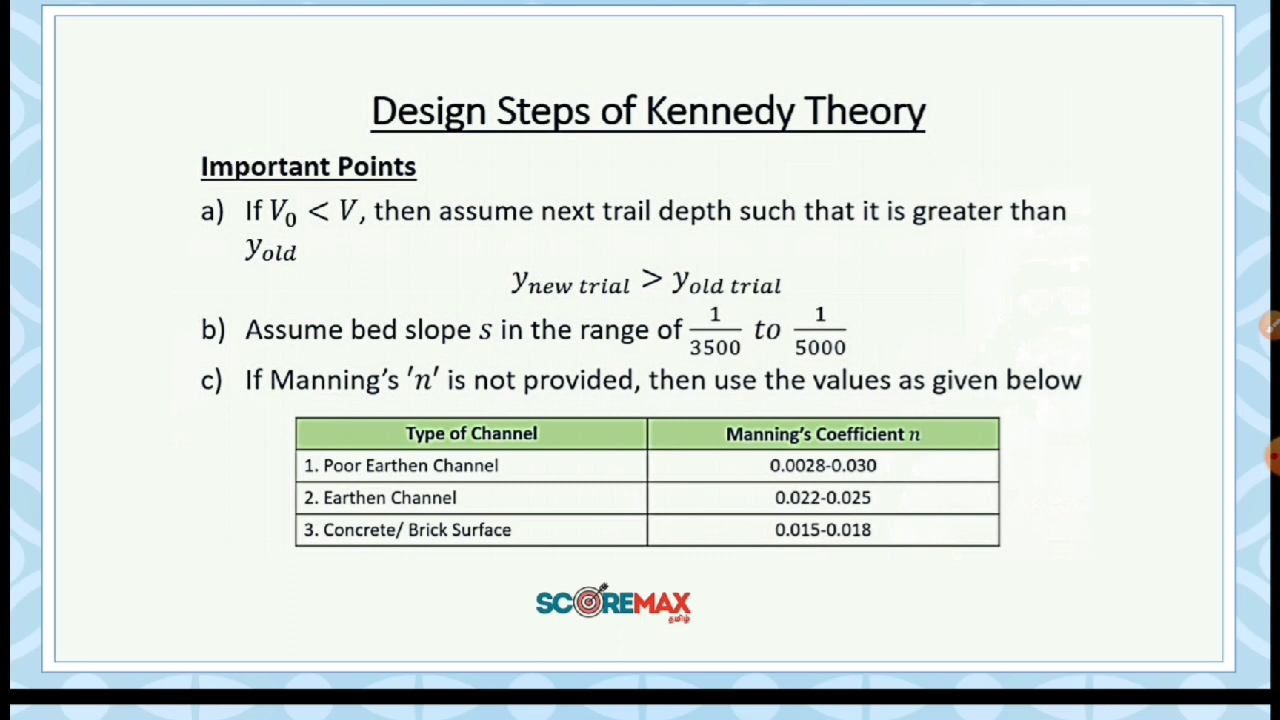 Design Steps of Kennedy Theory
Important Points
a) If V₀ < V, then assume next trail depth such that it is greater than
y_old
y_new trial > y_old trial
b) Assume bed slope s in the range of 1/3500 to 1/5000
c) If Manning's 'n' is not provided, then use the values as given below
Type of Channel Manning's Coefficient n
1. Poor Earthen Channel 0.0028-0.030
2. Earthen Channel 0.022-0.025
3. Concrete/ Brick Surface 0.015-0.018
SCOREMAX
தமிழ்